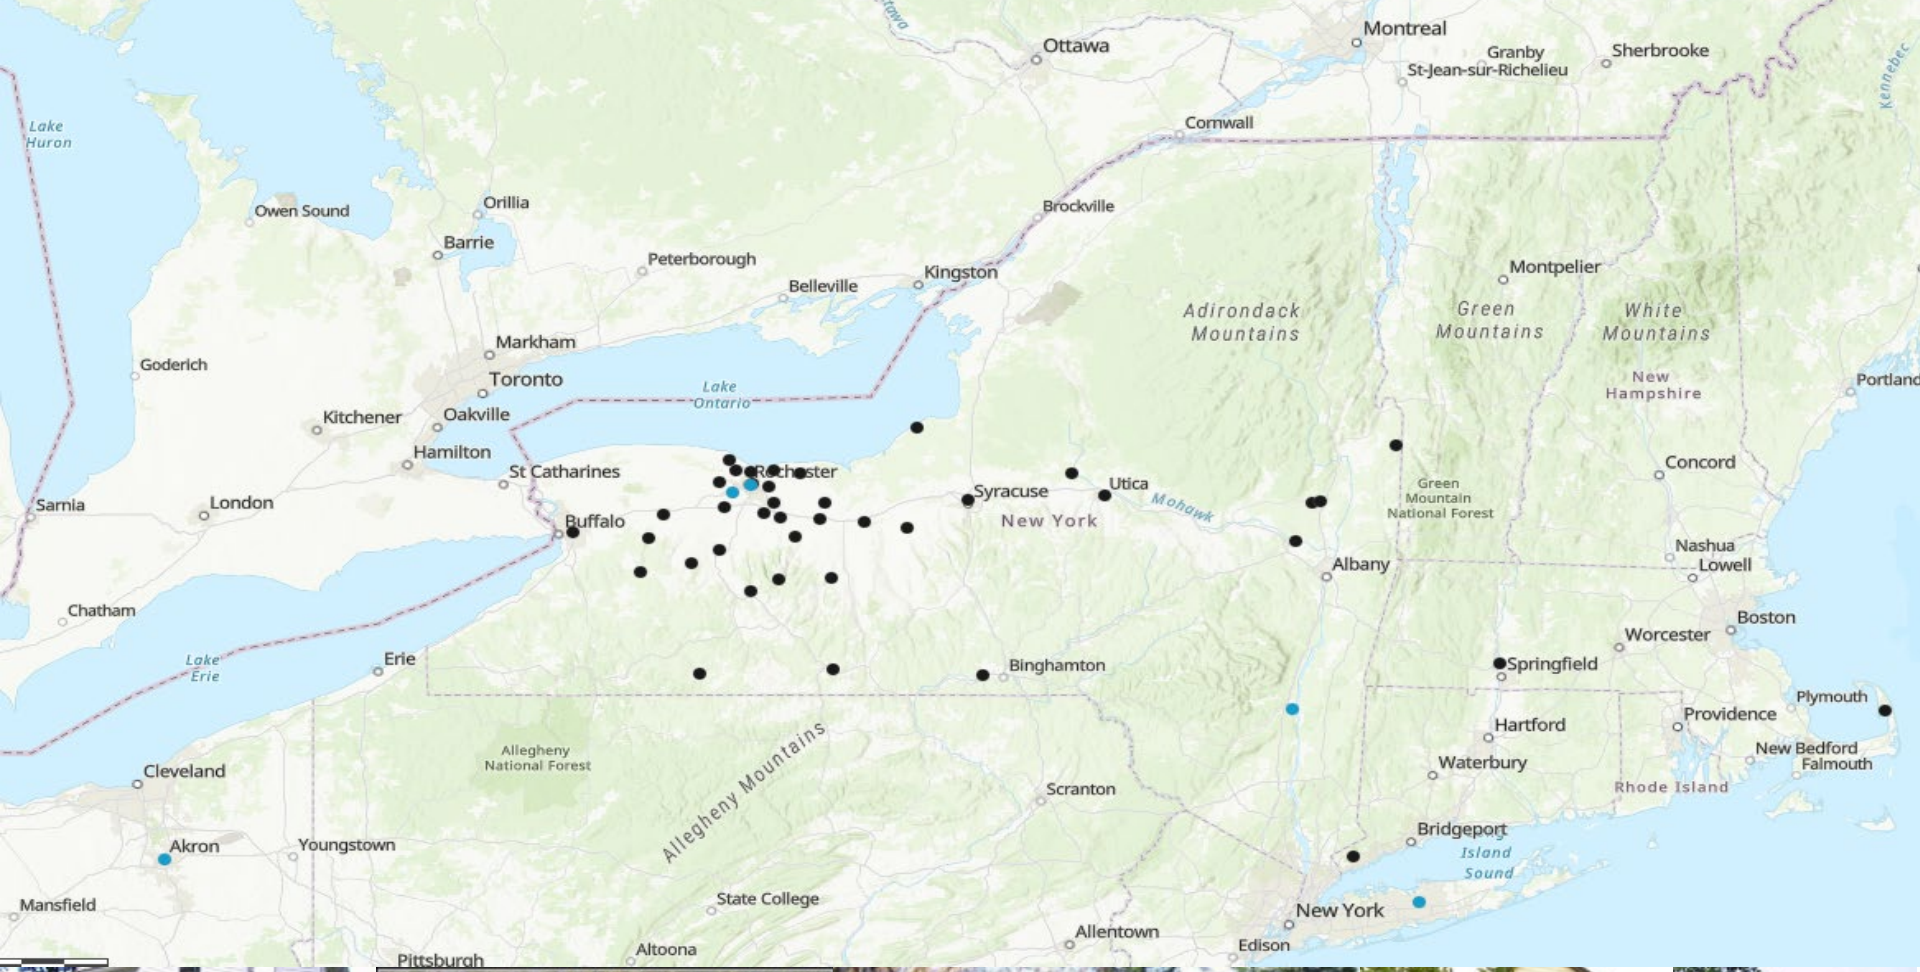 Ottawa
Montreal
Granby
Sherbrooke
St-Jean-sur-Richelieu
Kennebec
Lake
Huron
Cornwall
Owen Sound
Orillia
Brockville
Barrie
Peterborough
Kingston
Belleville
Montpelier
Adirondack
Mountains
Green
Mountains
White
Mountains
Markham
Goderich
Toronto
Lake
Ontario
New
Hampshire
Portland
Kitchener
Oakville
Hamilton
St Catharines
Rochester
Concord
Sarnia
London
Syracuse
Utica
Mohawk
Green
Mountain
National Forest
Buffalo
New York
Nashua
Lowell
Albany
Chatham
Boston
Worcester
Lake
Erie
Erie
Binghamton
Springfield
Plymouth
Providence
Hartford
Allegheny
National Forest
Allegheny Mountains
New Bedford
Falmouth
Waterbury
Rhode Island
Cleveland
Scranton
Bridgeport
Akron
Youngstown
Island
Sound
Mansfield
State College
New York
Allentown
Edison
Altoona
Pittsburgh